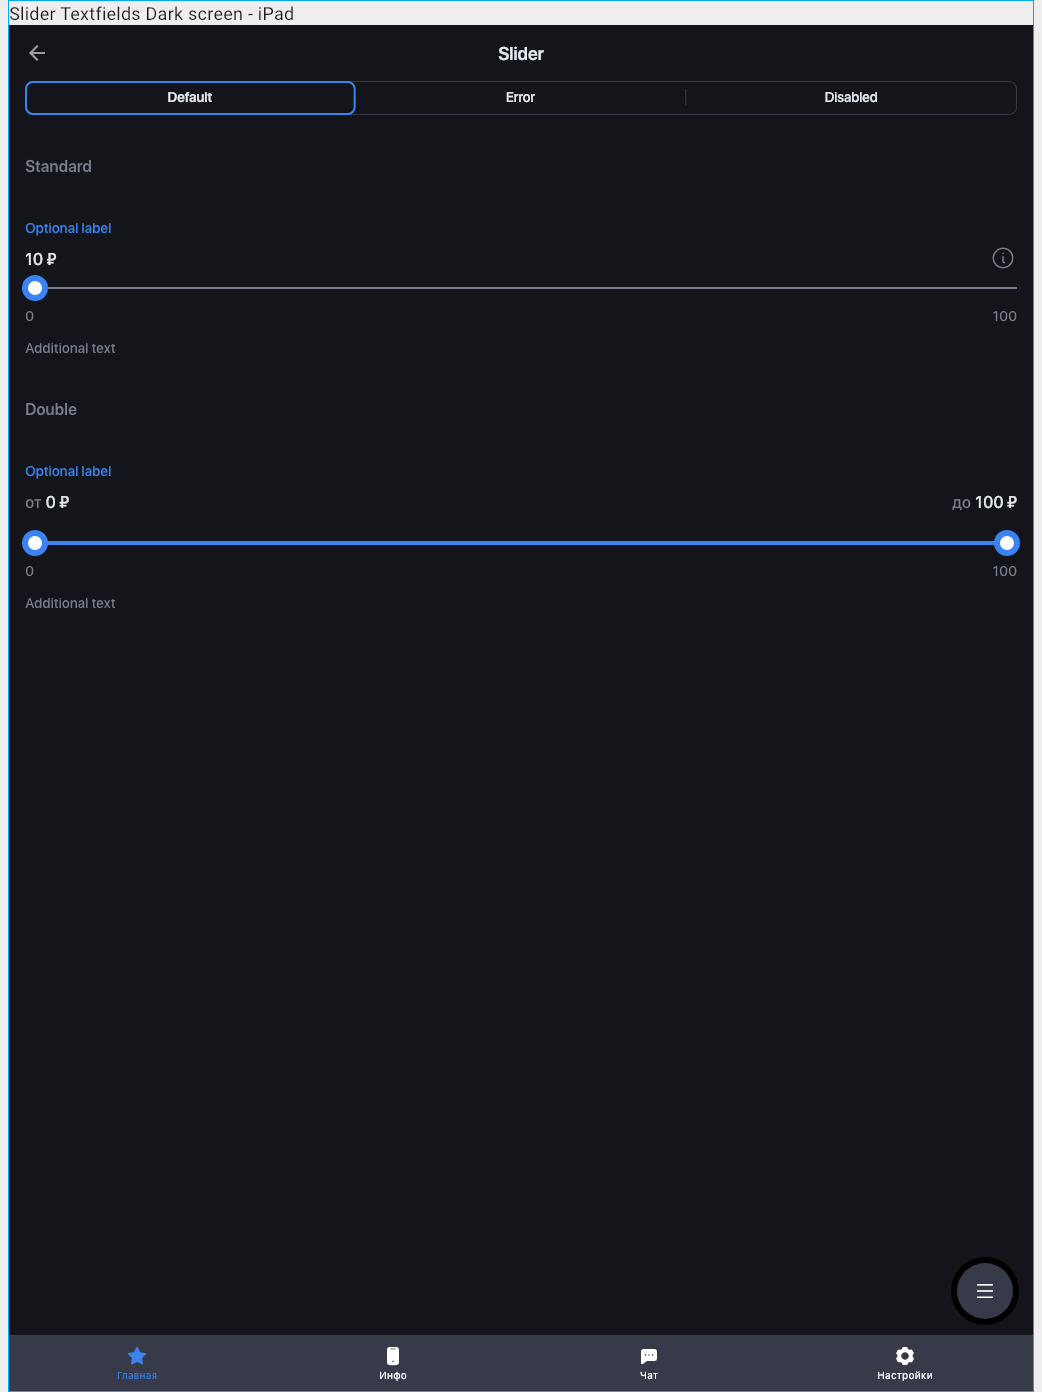 Slider Textfields Dark screen - iPad
Slider
Default Error Disabled
Standard
Optional label
10 ₽
0 100
Additional text
Double
Optional label
от 0 ₽ до 100 ₽
0 100
Additional text
Главная Инфо Чат Настройки